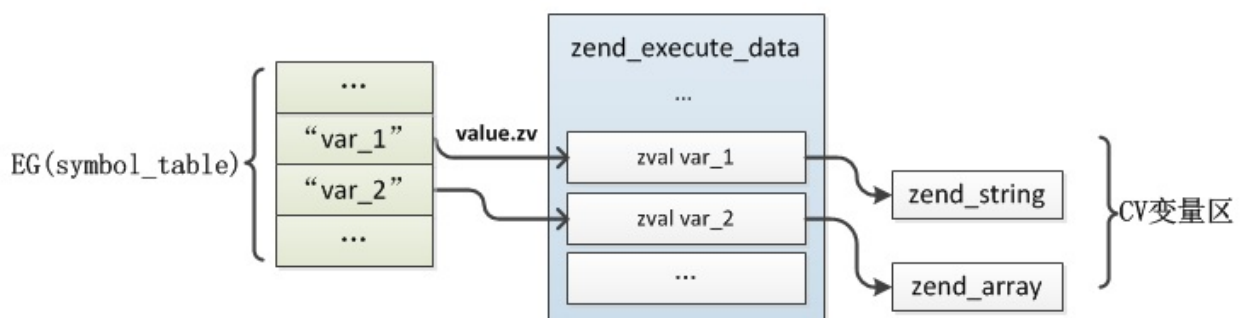 zend_execute_data
...
EG(symbol_table)
...
“var_1”
“var_2”
...
value.zv
zval var_1
zval var_2
...
zend_string
zend_array
CV变量区